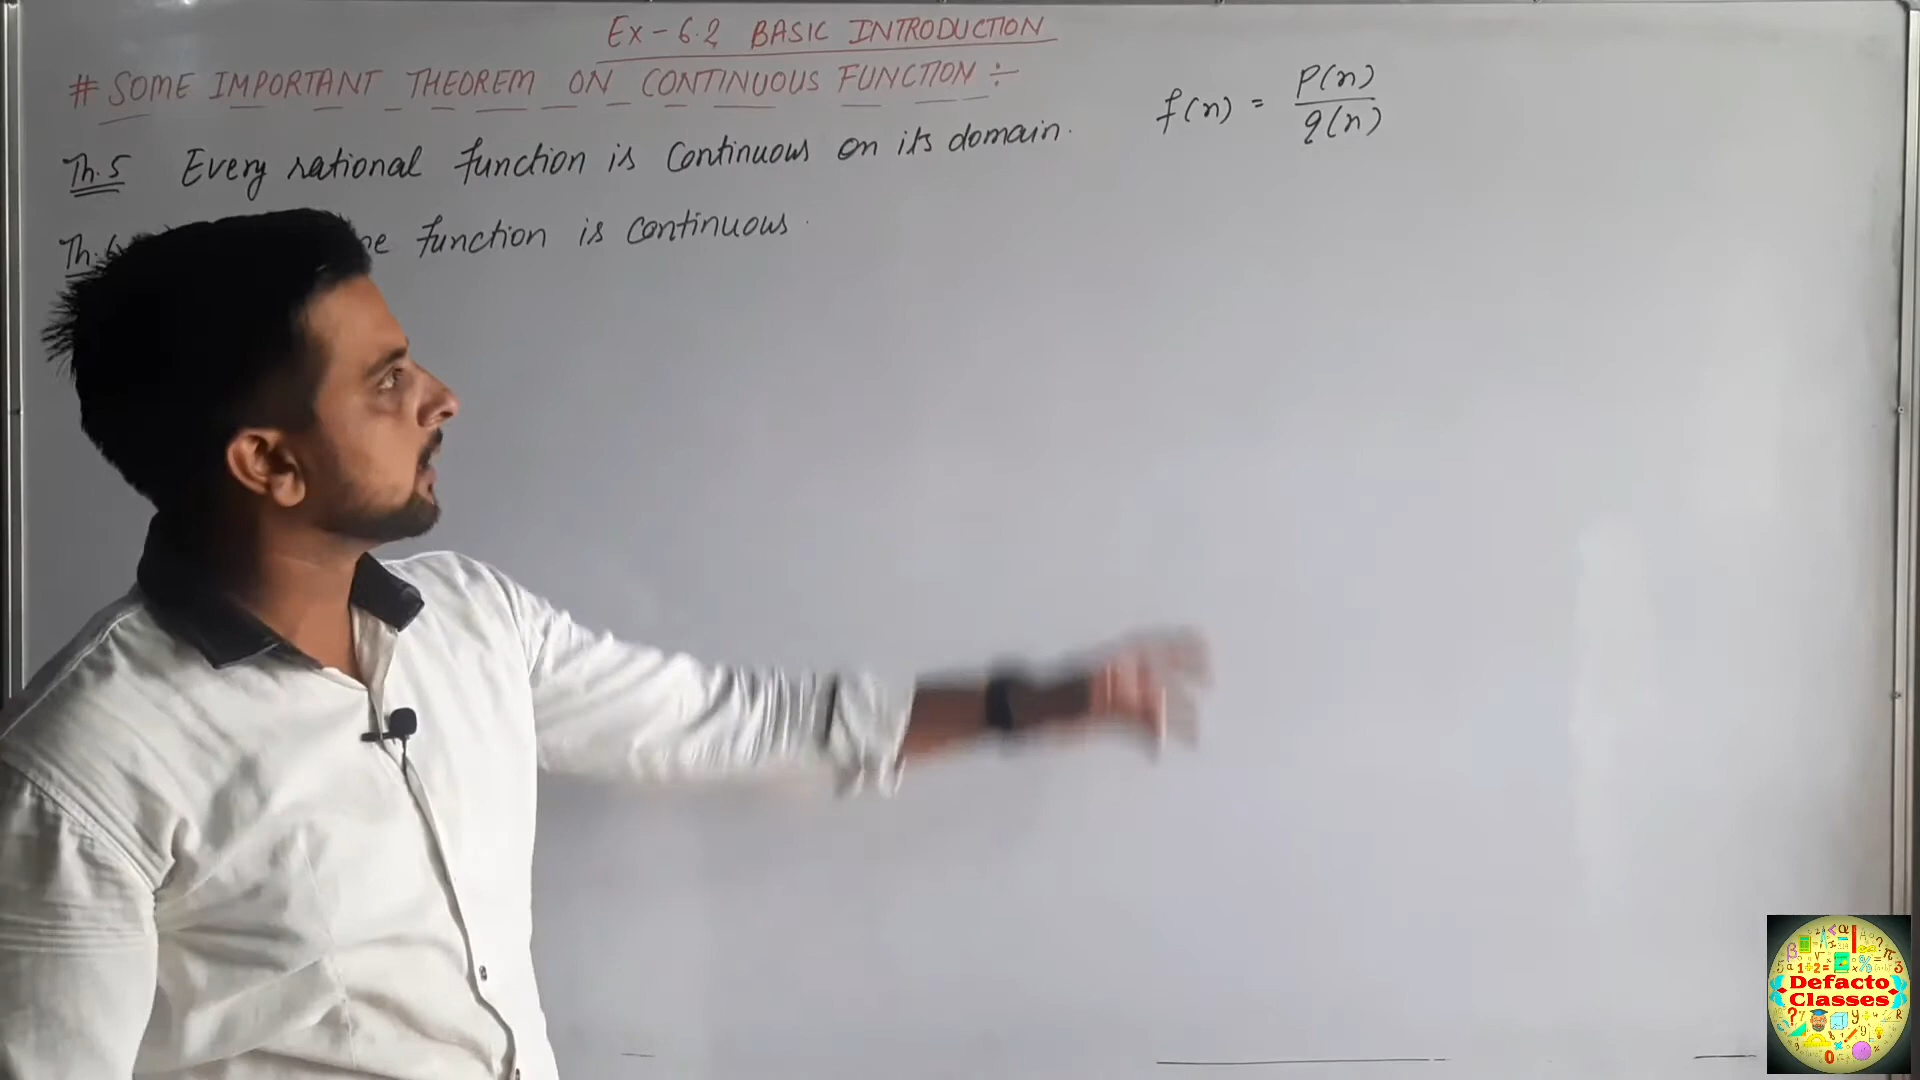 Ex - 6.2 BASIC INTRODUCTION
# SOME IMPORTANT THEOREM ON CONTINUOUS FUNCTION ÷
Th.5 Every rational function is continuous on its domain.
f(x) = p(x) / q(x)
Th. function is continuous.
Defacto
Classes